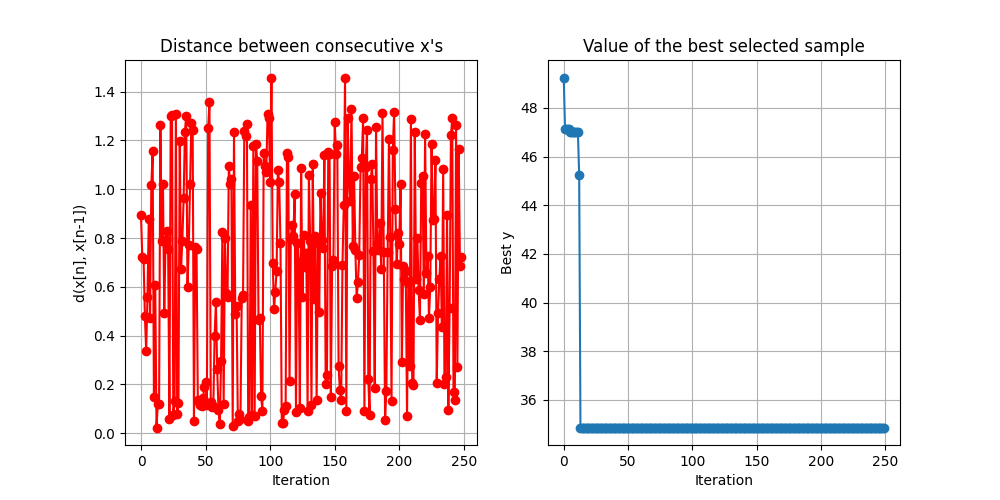 Distance between consecutive x's
d(x[n], x[n-1])
1.4
1.2
1.0
0.8
0.6
0.4
0.2
0.0
0 50 100 150 200 250
Iteration
Value of the best selected sample
Best y
48
46
44
42
40
38
36
0 50 100 150 200 250
Iteration